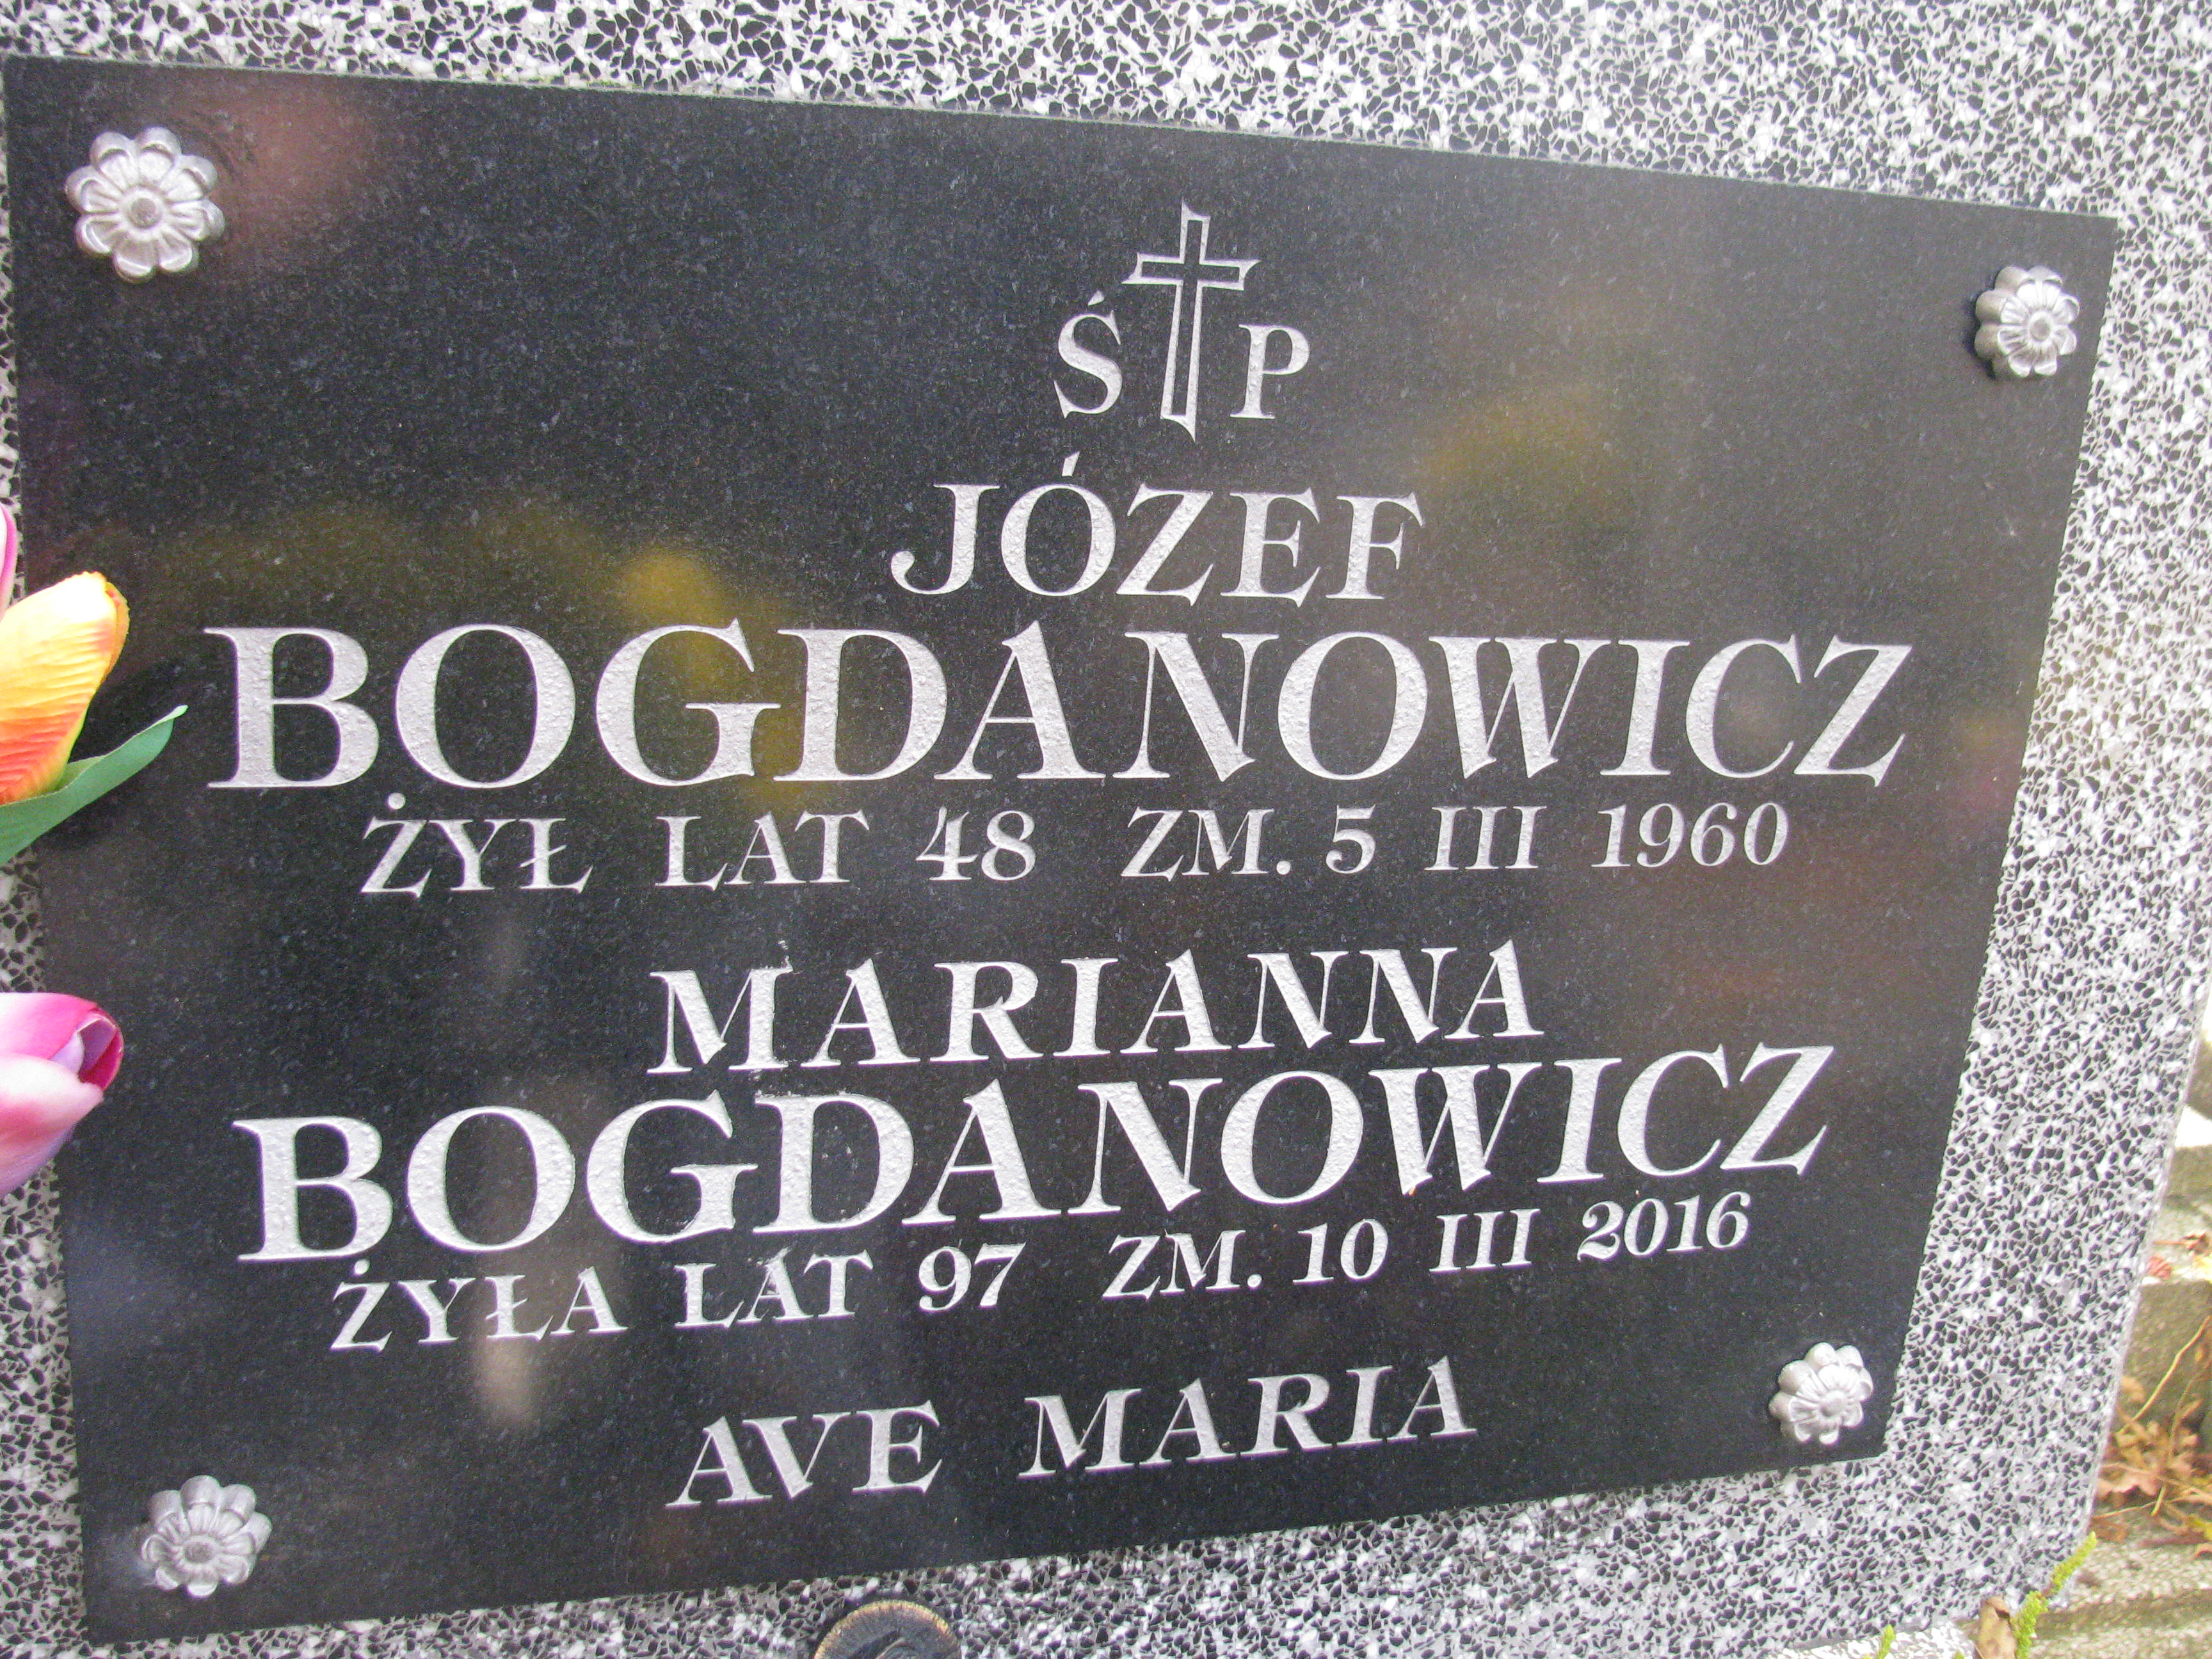 Ś P
JÓZEF
BOGDANOWICZ
ŻYŁ LAT 48 ZM. 5 III 1960
MARIANNA
BOGDANOWICZ
ŻYŁA LAT 97 ZM. 10 III 2016
AVE MARIA